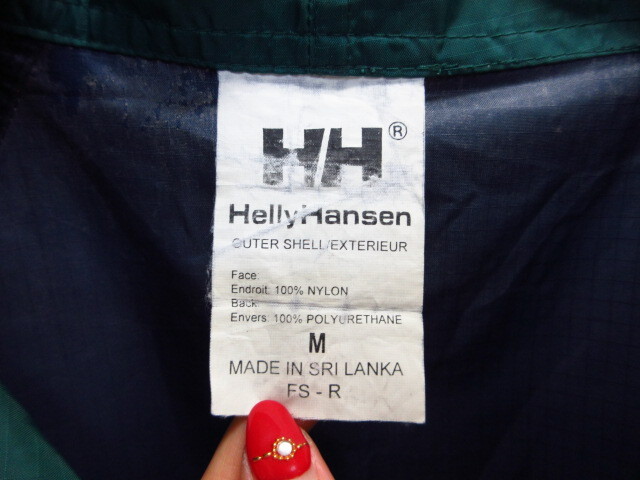 HH®
HellyHansen
OUTER SHELL/EXTERIEUR
Face:
Endroit: 100% NYLON
Back:
Envers: 100% POLYURETHANE
M
MADE IN SRI LANKA
FS - R